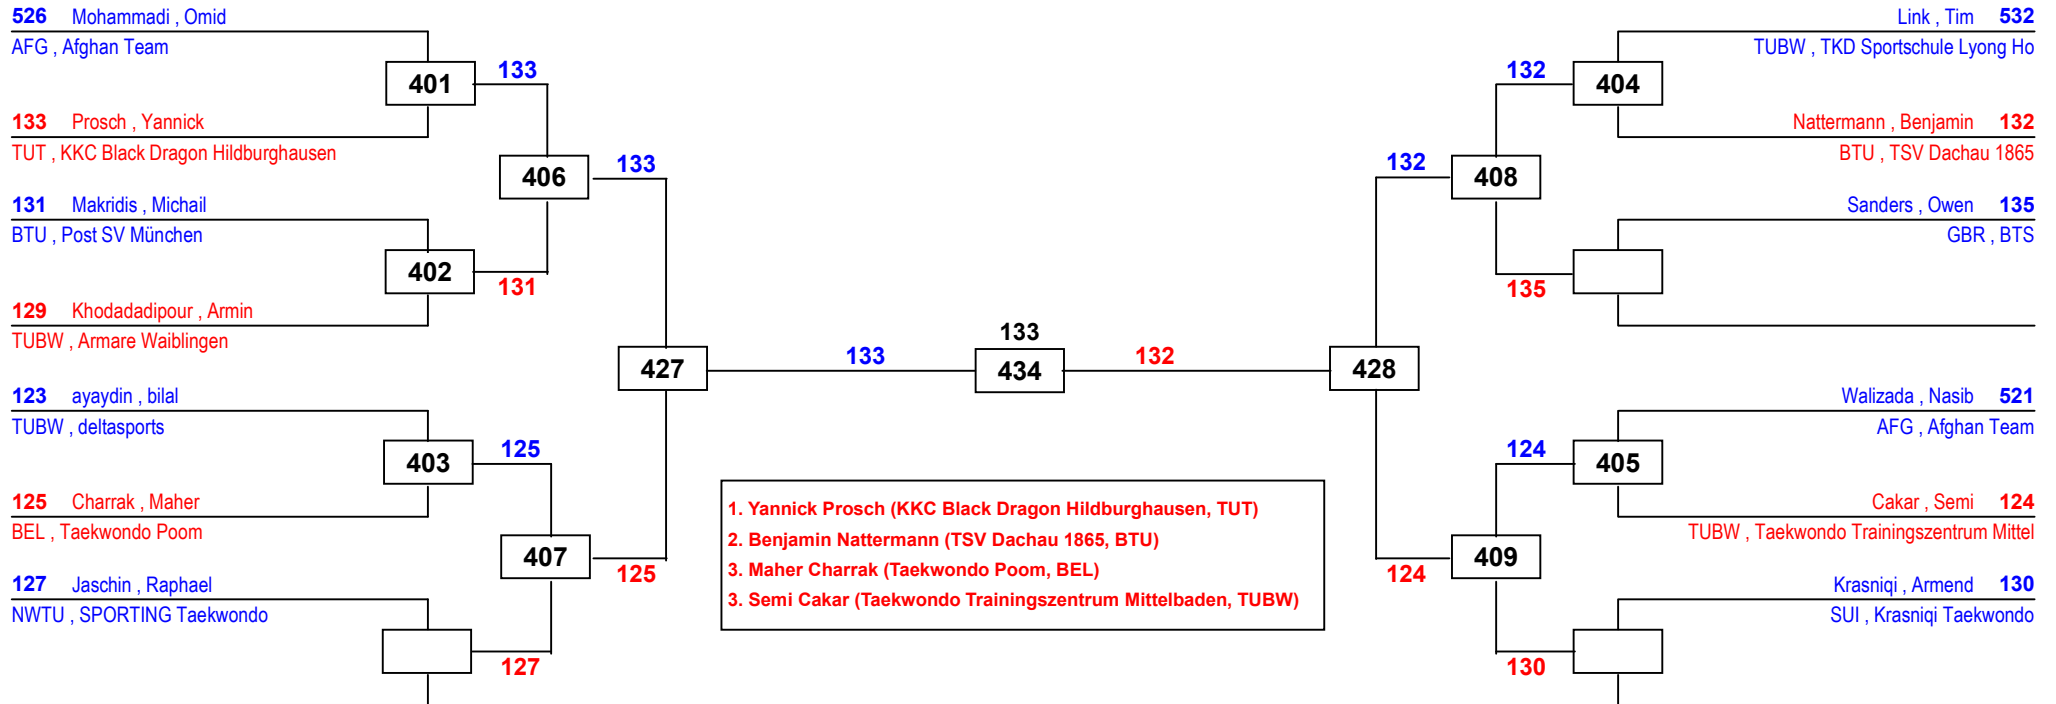 526 Mohammadi , Omid
AFG , Afghan Team
401
133
133 Prosch , Yannick
TUT , KKC Black Dragon Hildburghausen
406
133
131 Makridis , Michail
BTU , Post SV München
402
131
129 Khodadadipour , Armin
TUBW , Armare Waiblingen
427
133
123 ayaydin , bilal
TUBW , deltasports
403
125
125 Charrak , Maher
BEL , Taekwondo Poom
407
125
127 Jaschin , Raphael
NWTU , SPORTING Taekwondo
127
133
434
132
1. Yannick Prosch (KKC Black Dragon Hildburghausen, TUT)
2. Benjamin Nattermann (TSV Dachau 1865, BTU)
3. Maher Charrak (Taekwondo Poom, BEL)
3. Semi Cakar (Taekwondo Trainingszentrum Mittelbaden, TUBW)
Link , Tim 532
TUBW , TKD Sportschule Lyong Ho
132
404
Nattermann , Benjamin 132
BTU , TSV Dachau 1865
132
408
Sanders , Owen 135
GBR , BTS
135
428
Walizada , Nasib 521
AFG , Afghan Team
124
405
Cakar , Semi 124
TUBW , Taekwondo Trainingszentrum Mittel
409
124
Krasniqi , Armend 130
SUI , Krasniqi Taekwondo
130